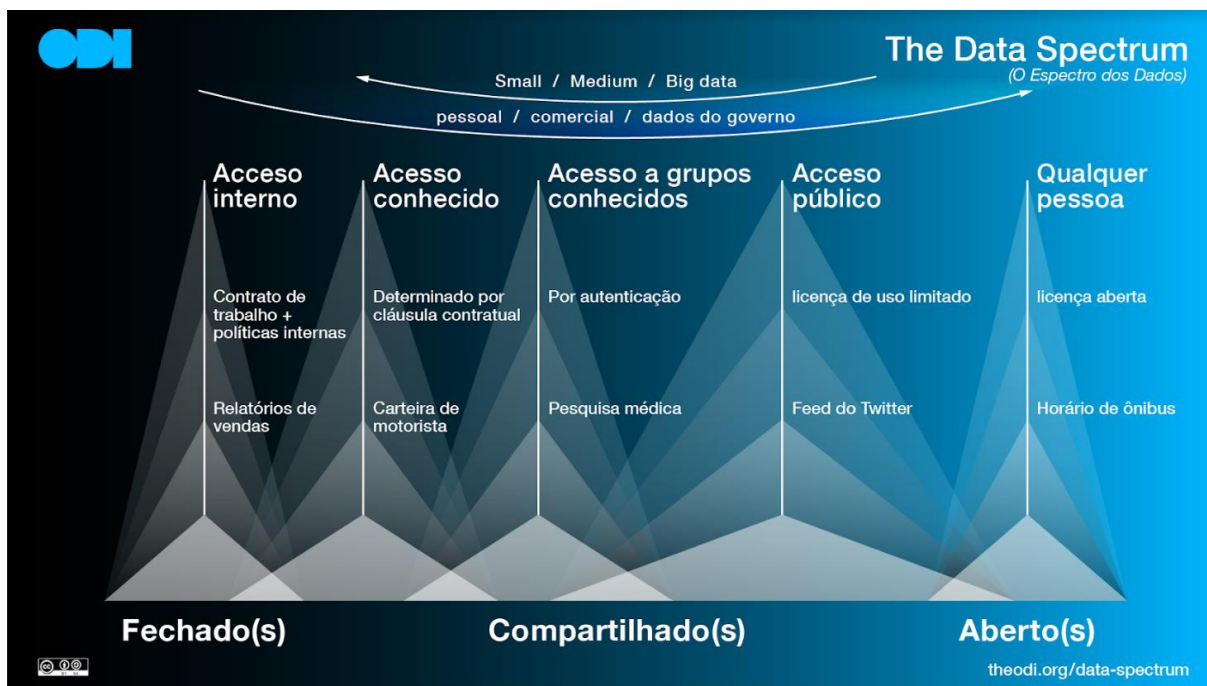 ODI
The Data Spectrum
(O Espectro dos Dados)
Small / Medium / Big data
pessoal / comercial / dados do governo
Acceso
interno
Acesso
conhecido
Acesso a grupos
conhecidos
Acceso
público
Qualquer
pessoa
Contrato de
trabalho +
políticas internas
Determinado por
cláusula contratual
Por autenticação
licença de uso limitado
licença aberta
Relatórios de
vendas
Carteira de
motorista
Pesquisa médica
Feed do Twitter
Horário de ônibus
Fechado(s)
Compartilhado(s)
Aberto(s)
cc
theodi.org/data-spectrum